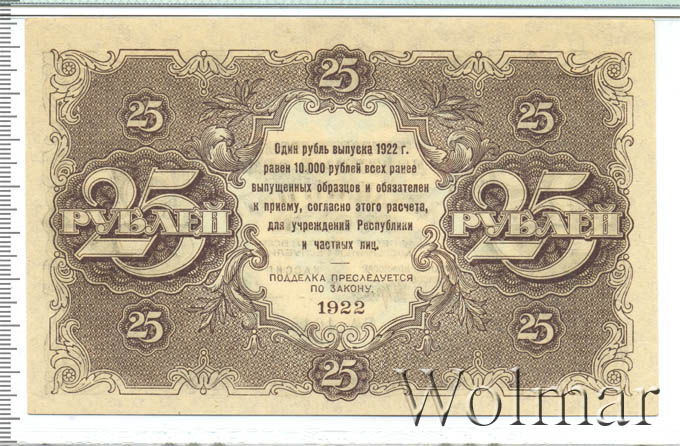 25
25
25
Один рубль выпуска 1922 г.
равен 10.000 рублей всех ранее
выпущенных образцов и обязателен
к приему, согласно этого расчета,
для учреждений Республики
и частных лиц.
25
РУБЛЕЙ
25
РУБЛЕЙ
ПОДДЕЛКА ПРЕСЛЕДУЕТСЯ
ПО ЗАКОНУ.
1922
25
25
25
Wolmar